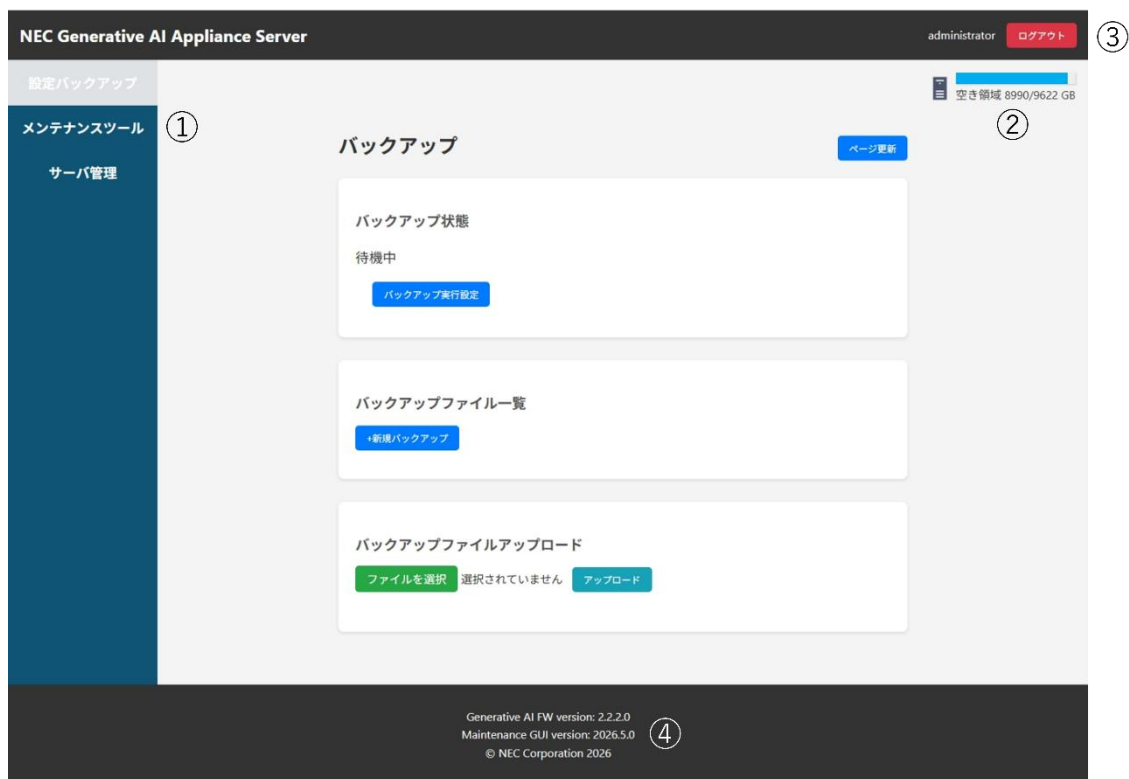 NEC Generative AI Appliance Server
administrator ログアウト ③
設定バックアップ
空き領域 8990/9622 GB
メンテナンスツール ① ②
サーバ管理
バックアップ ページ更新
バックアップ状態
待機中
バックアップ実行設定
バックアップファイル一覧
+新規バックアップ
バックアップファイルアップロード
ファイルを選択 選択されていません アップロード
Generative AI FW version: 2.2.2.0
Maintenance GUI version: 2026.5.0 ④
© NEC Corporation 2026